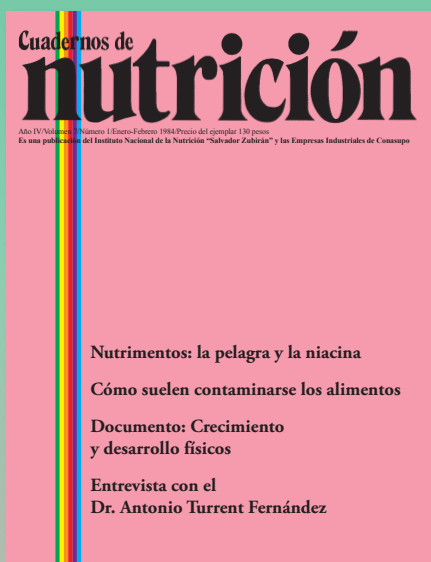 Cuadernos de
nutrición
Año IV/Volumen 7/Número 1/Enero-Febrero 1984/Precio del ejemplar 130 pesos
Es una publicación del Instituto Nacional de la Nutrición “Salvador Zubirán” y las Empresas Industriales de Conasupo
Nutrimentos: la pelagra y la niacina
Cómo suelen contaminarse los alimentos
Documento: Crecimiento
y desarrollo físicos
Entrevista con el
Dr. Antonio Turrent Fernández